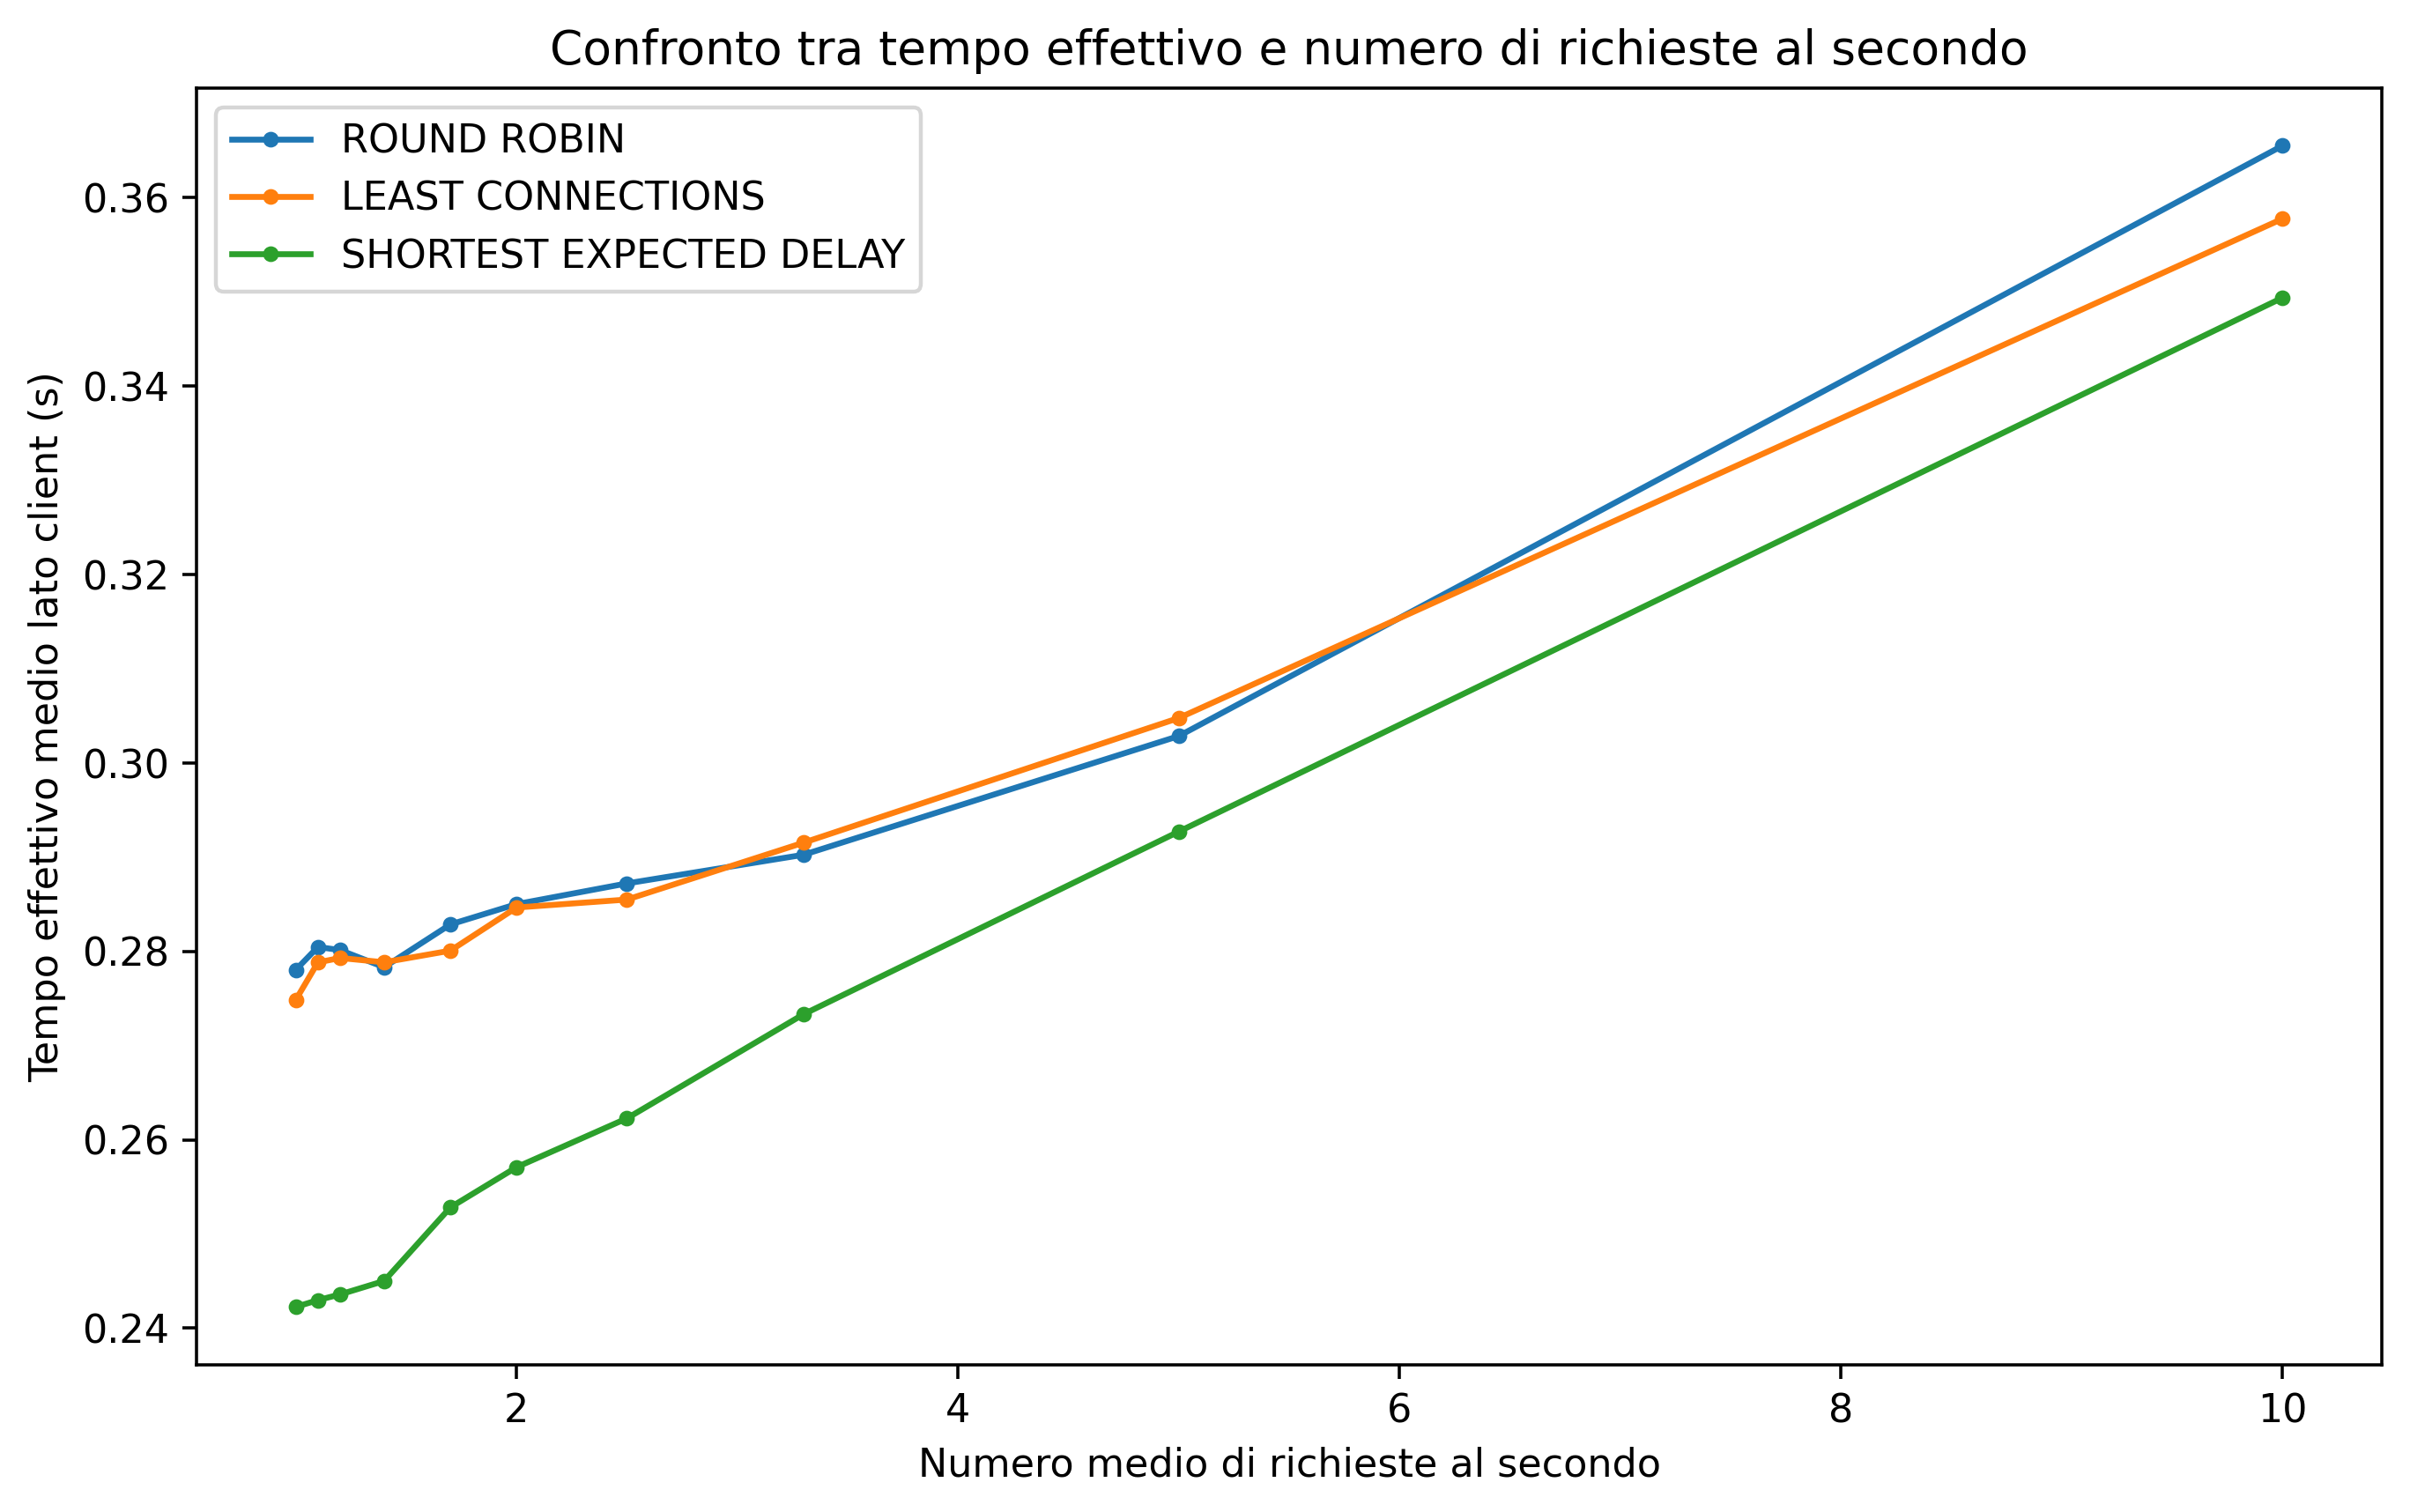 Confronto tra tempo effettivo e numero di richieste al secondo
ROUND ROBIN
LEAST CONNECTIONS
SHORTEST EXPECTED DELAY
Tempo effettivo medio lato client (s)
0.36
0.34
0.32
0.30
0.28
0.26
0.24
2 4 6 8 10
Numero medio di richieste al secondo